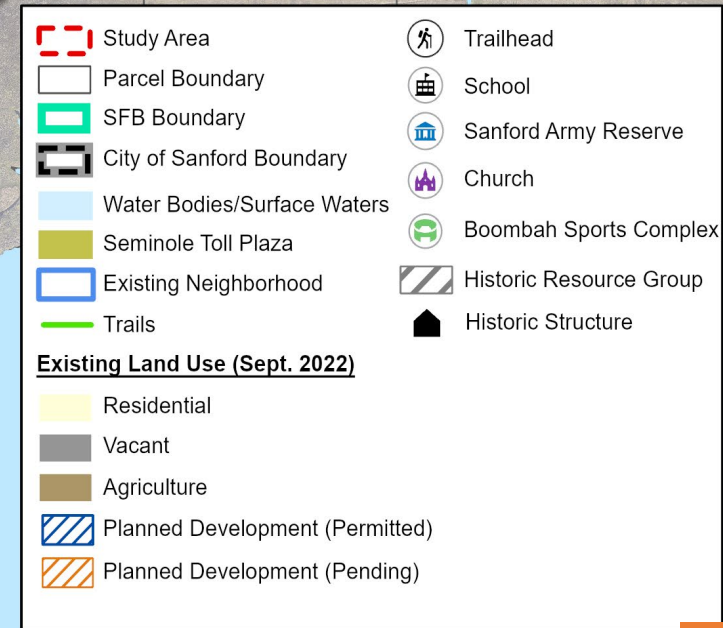 Study Area
Parcel Boundary
SFB Boundary
City of Sanford Boundary
Water Bodies/Surface Waters
Seminole Toll Plaza
Existing Neighborhood
Trails
Trailhead
School
Sanford Army Reserve
Church
Boombah Sports Complex
Historic Resource Group
Historic Structure
Existing Land Use (Sept. 2022)
Residential
Vacant
Agriculture
Planned Development (Permitted)
Planned Development (Pending)